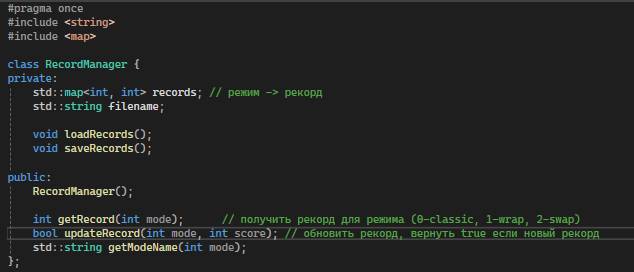 #pragma once
#include <string>
#include <map>
class RecordManager {
private:
std::map<int, int> records; // режим -> рекорд
std::string filename;
void loadRecords();
void saveRecords();
public:
RecordManager();
int getRecord(int mode); // получить рекорд для режима (0-classic, 1-wrap, 2-swap)
bool updateRecord(int mode, int score); // обновить рекорд, вернуть true если новый рекорд
std::string getModeName(int mode);
};